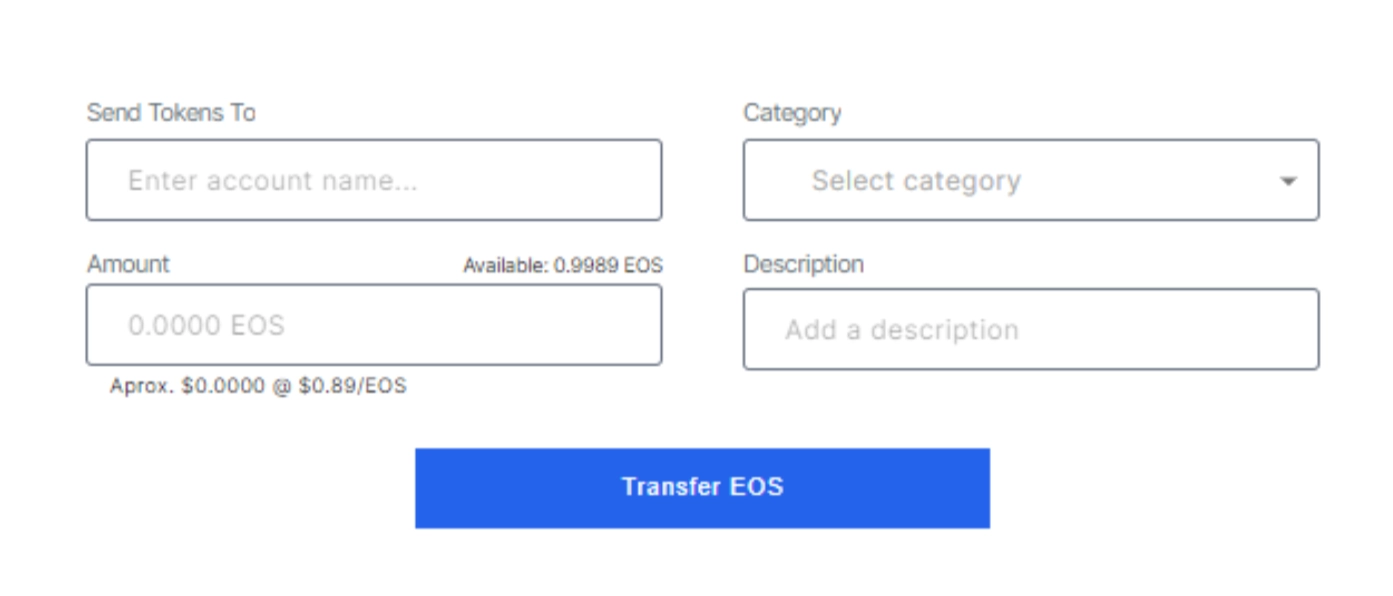 Send Tokens To
Category
Enter account name...
Select category
Amount
Available: 0.9989 EOS
Description
0.0000 EOS
Add a description
Aprox. $0.0000 @ $0.89/EOS
Transfer EOS